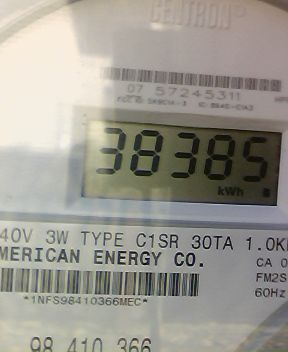 CENTRON®
07 57245311
38385
kWh
40V 3W TYPE C1SR 30TA 1.0K
MERICAN ENERGY CO.
CA 0
FM2S
60Hz
*1NFS98410366MEC*
98 410 366